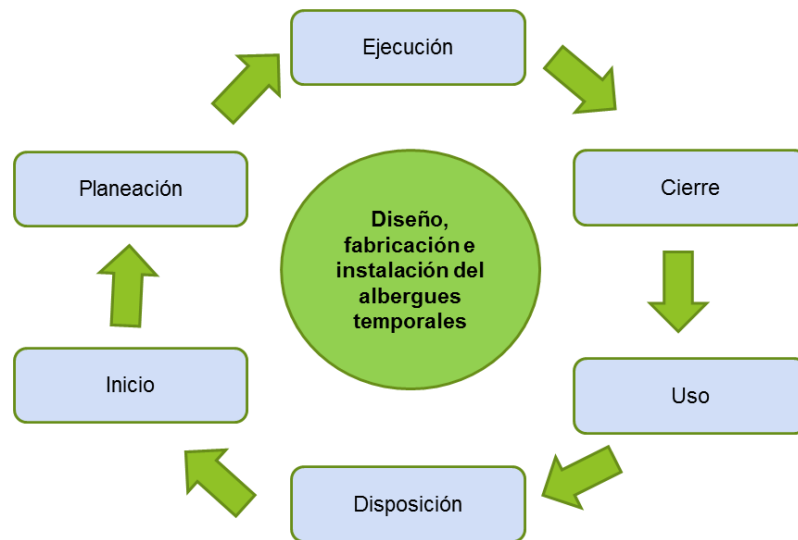 Ejecución
Planeación
Cierre
Diseño,
fabricación e
instalación del
albergues
temporales
Inicio
Uso
Disposición